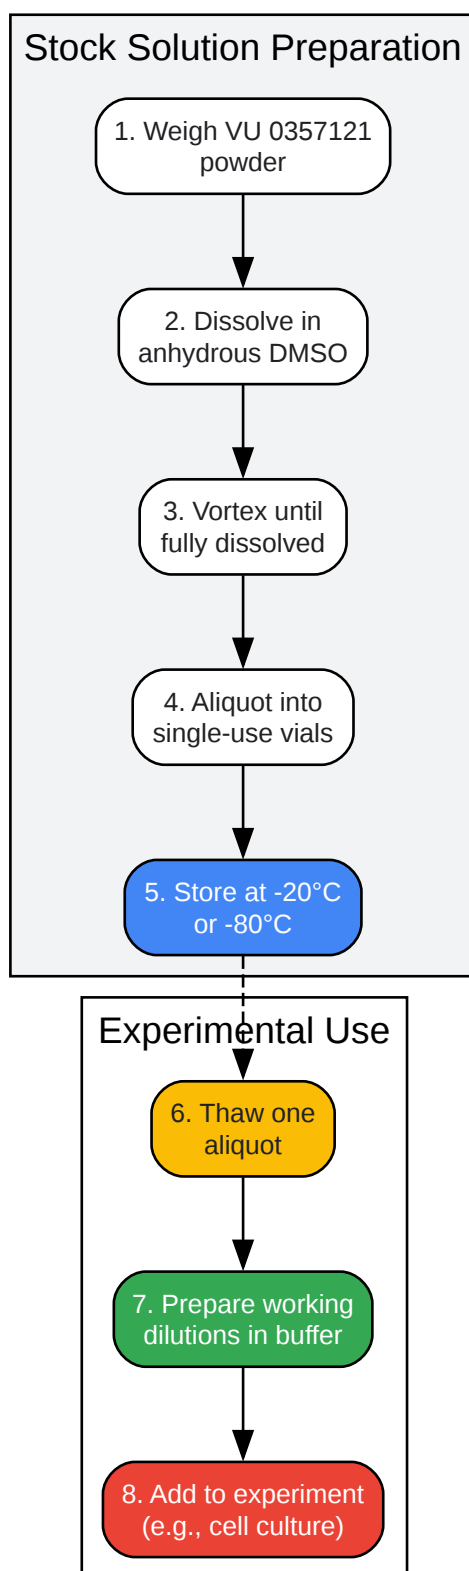 Stock Solution Preparation
1. Weigh VU 0357121
powder
2. Dissolve in
anhydrous DMSO
3. Vortex until
fully dissolved
4. Aliquot into
single-use vials
5. Store at -20°C
or -80°C
Experimental Use
6. Thaw one
aliquot
7. Prepare working
dilutions in buffer
8. Add to experiment
(e.g., cell culture)